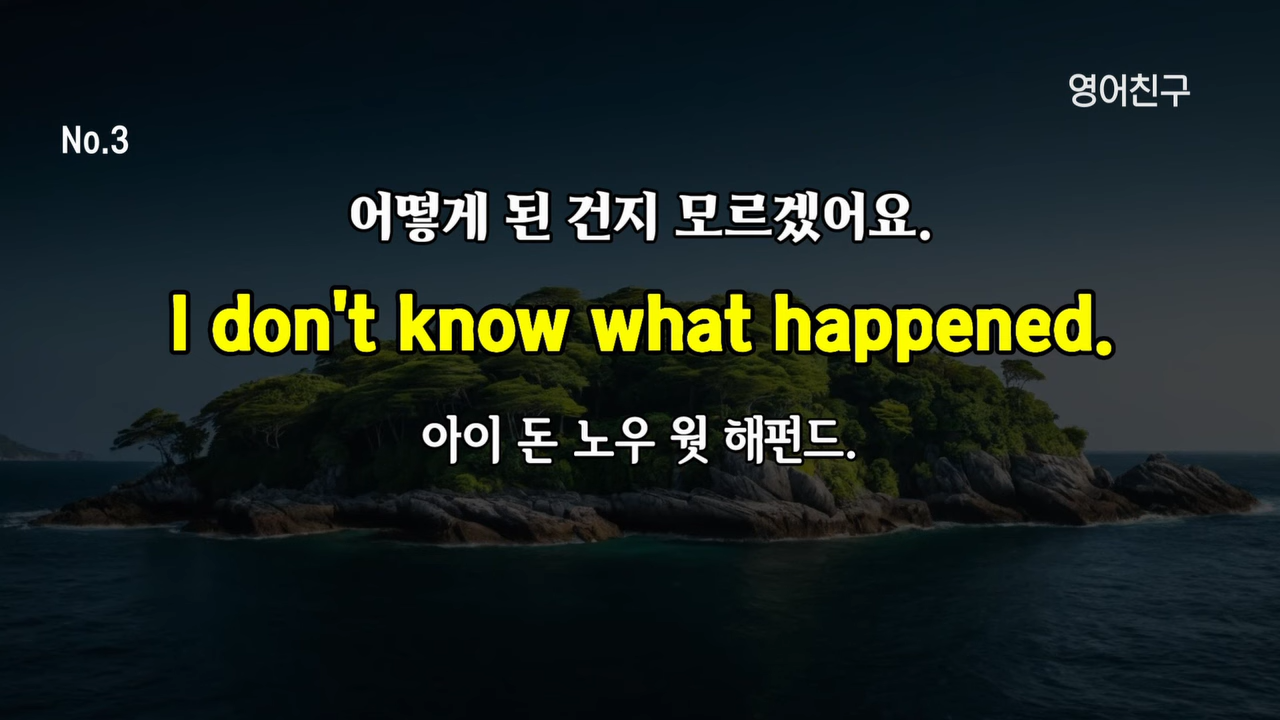 영어친구
No.3
어떻게 된 건지 모르겠어요.
I don't know what happened.
아이 돈 노우 웟 해펀드.